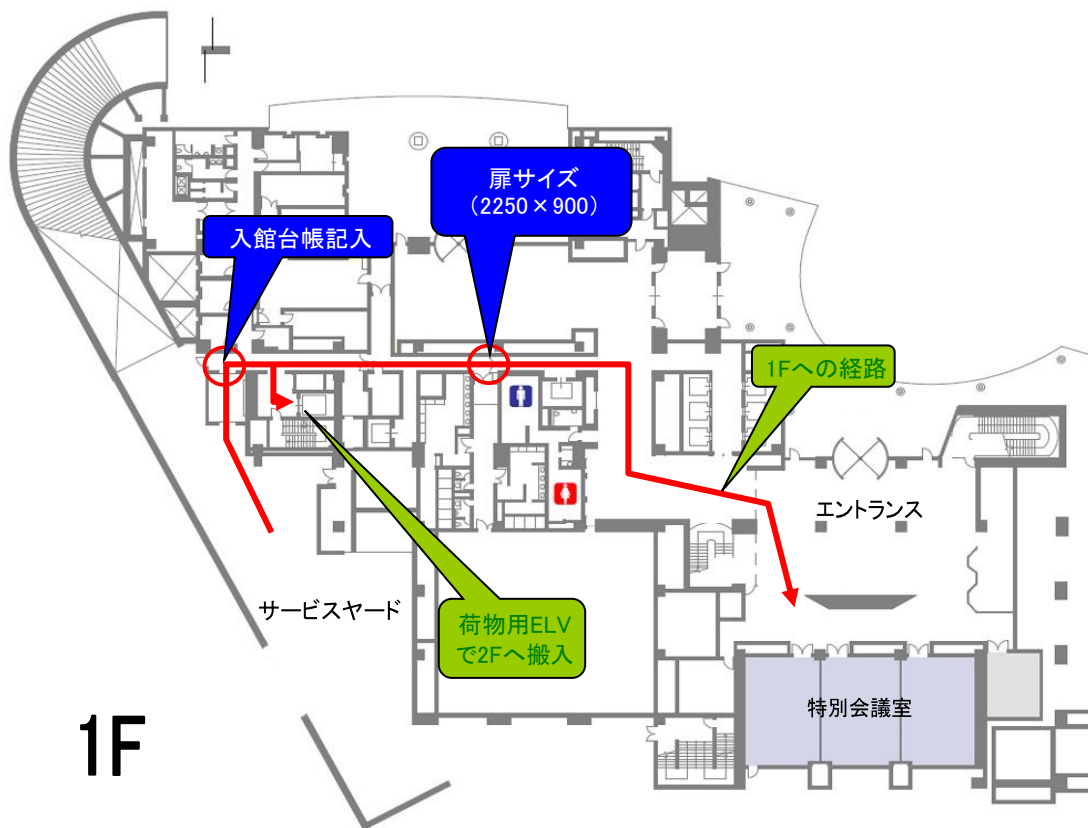 扉サイズ
（2250×900）
入館台帳記入
1Fへの経路
エントランス
サービスヤード
荷物用ELV
で2Fへ搬入
特別会議室
1F